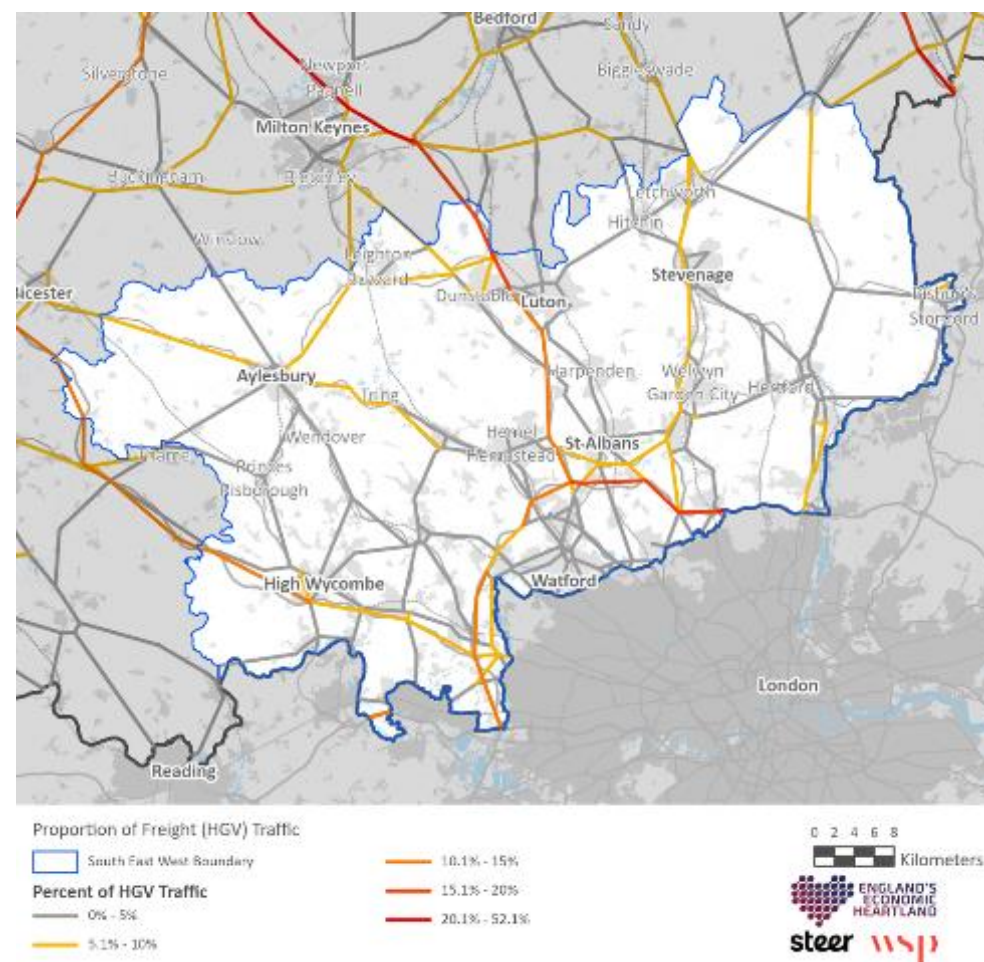 Bedford
Sandy
Silverstone
Newport
Pagnell
Biggleswade
Milton Keynes
Buckingham
Bletchley
Letchworth
Hitchin
Winslow
Leighton
Buzzard
Stevenage
Bicester
Dunstable
Luton
Bishop's
Stortford
Aylesbury
Harpenden
Welwyn
Garden City
Hertford
Tring
Wendover
Hemel
Hempstead
St Albans
Thame
Princes
Risborough
High Wycombe
Watford
London
Reading
Proportion of Freight (HGV) Traffic
South East West Boundary
Percent of HGV Traffic
0% - 5%
5.1% - 10%
10.1% - 15%
15.1% - 20%
20.1% - 52.1%
0 2 4 6 8
Kilometers
ENGLAND'S
ECONOMIC
HEARTLAND
steer wsp